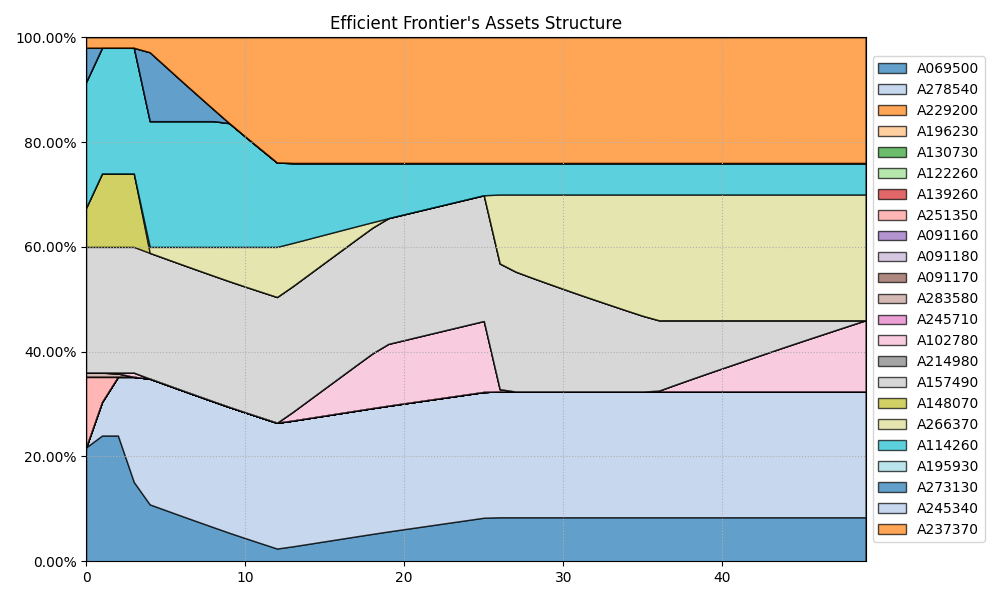 Efficient Frontier's Assets Structure
100.00%
80.00%
60.00%
40.00%
20.00%
0.00%
0
10
20
30
40
A069500
A278540
A229200
A196230
A130730
A122260
A139260
A251350
A091160
A091180
A091170
A283580
A245710
A102780
A214980
A157490
A148070
A266370
A114260
A195930
A273130
A245340
A237370